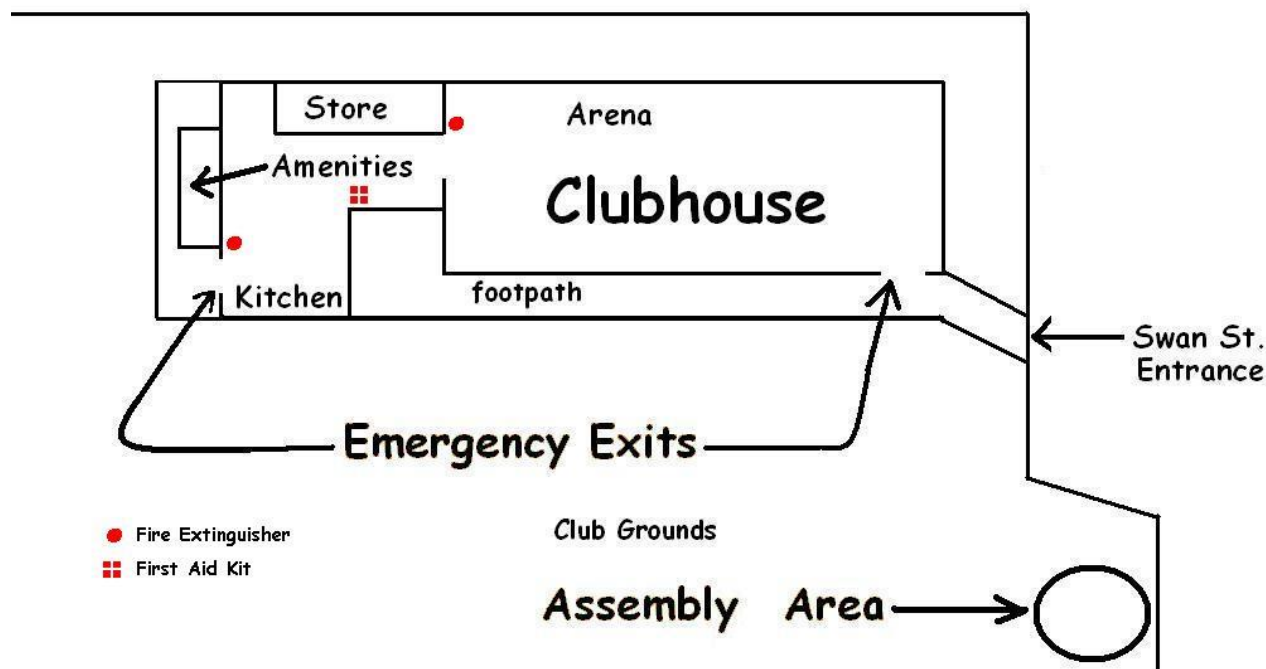 Store
Arena
Amenities
Clubhouse
Kitchen
footpath
Swan St.
Entrance
Emergency Exits
Fire Extinguisher
Club Grounds
First Aid Kit
Assembly Area